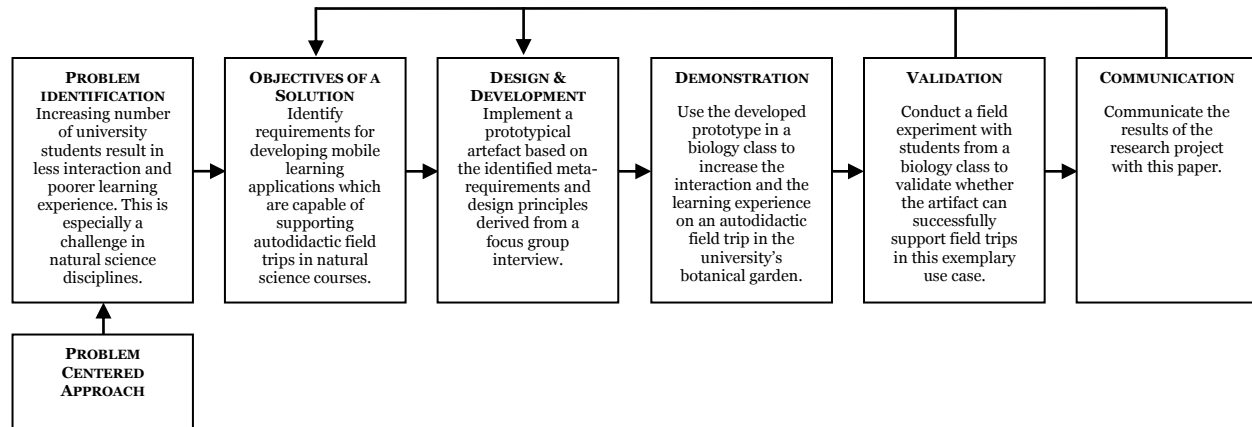 PROBLEM
IDENTIFICATION
Increasing number
of university
students result in
less interaction and
poorer learning
experience. This is
especially a
challenge in
natural science
disciplines.
OBJECTIVES OF A
SOLUTION
Identify
requirements for
developing mobile
learning
applications which
are capable of
supporting
autodidactic field
trips in natural
science courses.
DESIGN &
DEVELOPMENT
Implement a
prototypical
artefact based on
the identified meta-
requirements and
design principles
derived from a
focus group
interview.
DEMONSTRATION
Use the developed
prototype in a
biology class to
increase the
interaction and the
learning experience
on an autodidactic
field trip in the
university's
botanical garden.
VALIDATION
Conduct a field
experiment with
students from a
biology class to
validate whether
the artifact can
successfully
support field trips
in this exemplary
use case.
COMMUNICATION
Communicate the
results of the
research project
with this paper.
PROBLEM
CENTERED
APPROACH